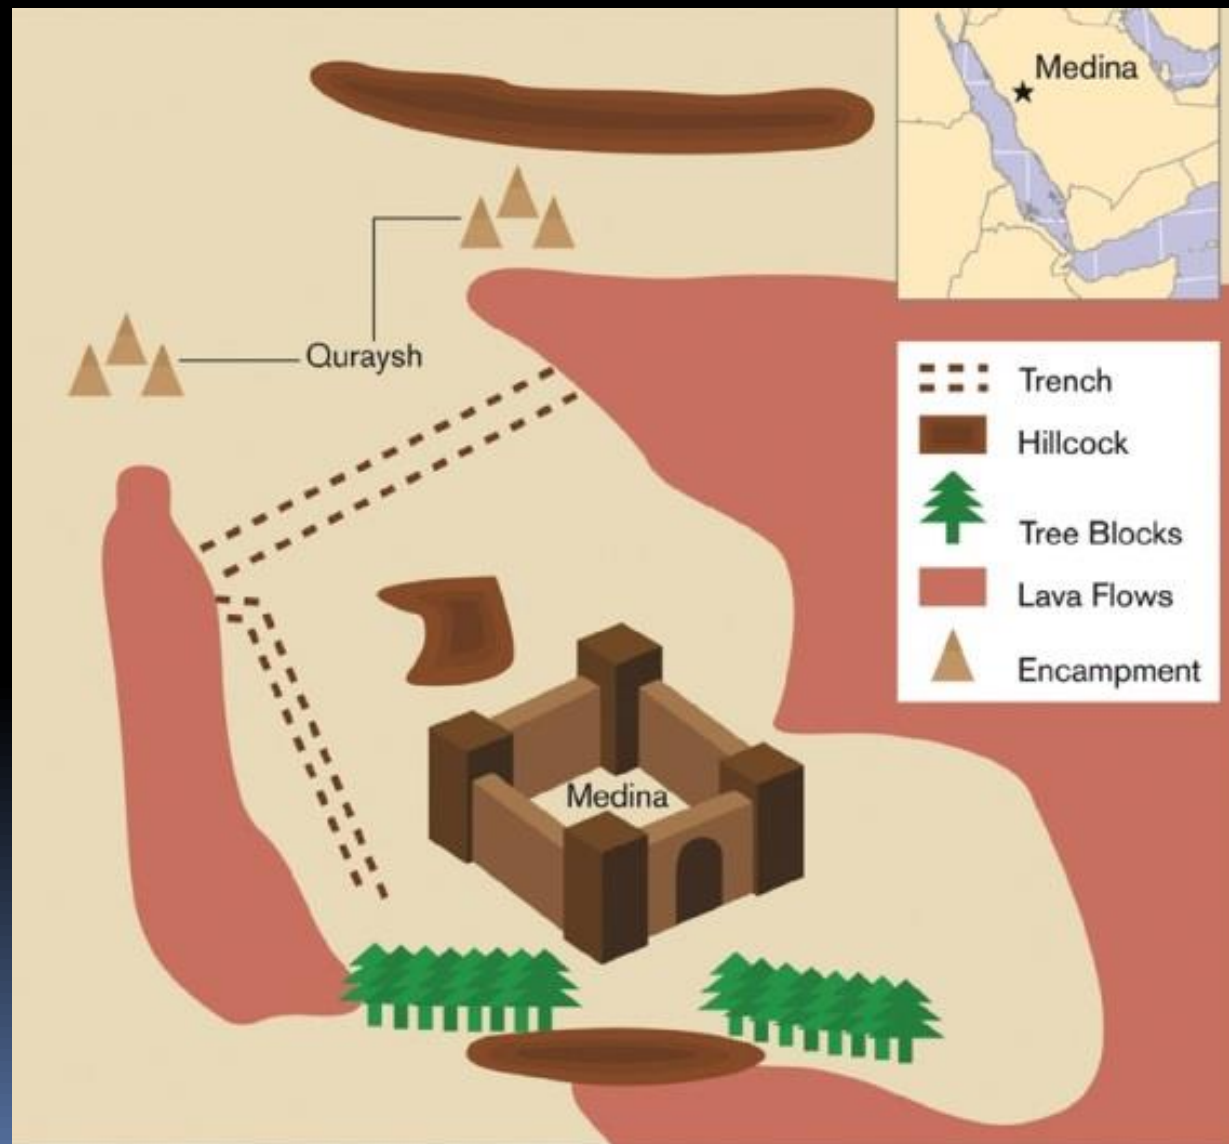 Medina
Quraysh
Trench
Hillcock
Tree Blocks
Lava Flows
Encampment
Medina